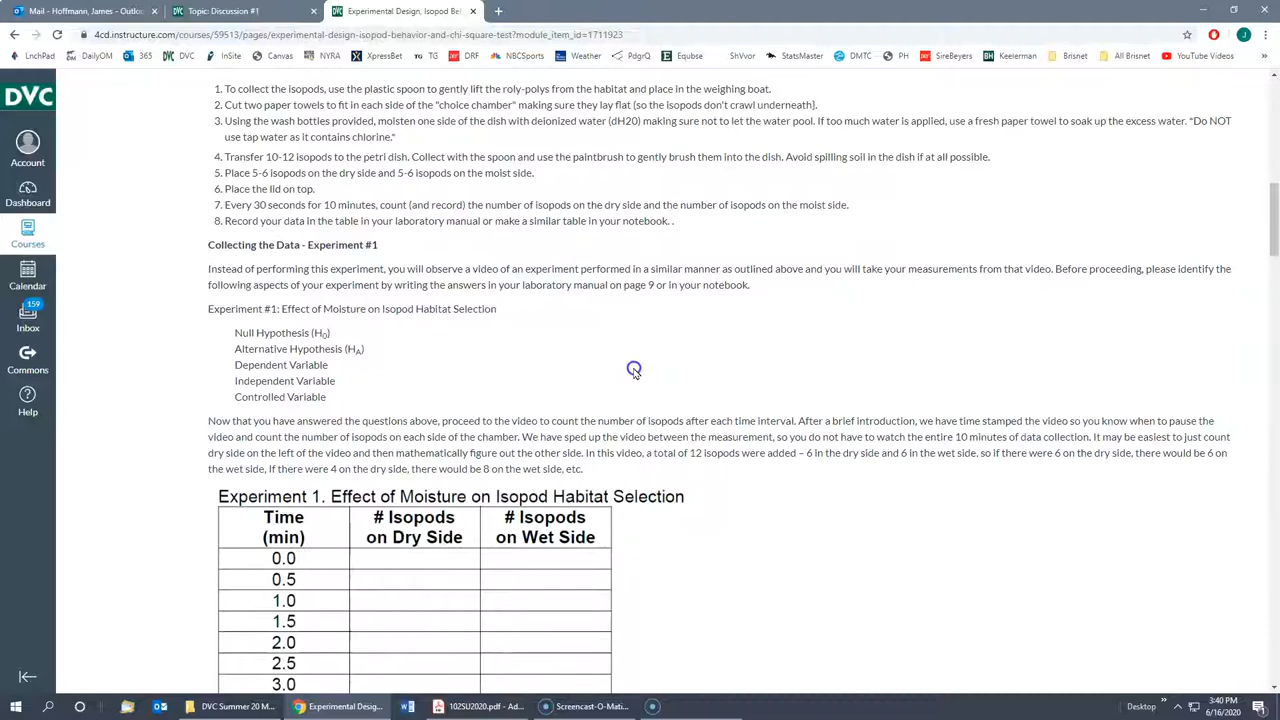 Mail - Hoffmann, James - Outlo
Topic: Discussion #1
Experimental Design, Isopod Beh
4cd.instructure.com/courses/59513/pages/experimental-design-isopod-behavior-and-chi-square-test?module_item_id=1711923
LnchPad DailyOM 365 DVC InSite Canvas NYRA XpressBet TG DRF NBCSports Weather PdgrQ Equbse ShVvor StatsMaster DMTC PH SireBeyers Keelerman Brisnet All Brisnet YouTube Videos
DVC
Account
Dashboard
Courses
Calendar
159
Inbox
Commons
Help
1. To collect the isopods, use the plastic spoon to gently lift the roly-polys from the habitat and place in the weighing boat.
2. Cut two paper towels to fit in each side of the "choice chamber" making sure they lay flat (so the isopods don't crawl underneath}.
3. Using the wash bottles provided, moisten one side of the dish with deionized water (dH20) making sure not to let the water pool. If too much water is applied, use a fresh paper towel to soak up the excess water. "Do NOT
use tap water as it contains chlorine."
4. Transfer 10-12 isopods to the petri dish. Collect with the spoon and use the paintbrush to gently brush them into the dish. Avoid spilling soil in the dish if at all possible.
5. Place 5-6 isopods on the dry side and 5-6 isopods on the moist side.
6. Place the lid on top.
7. Every 30 seconds for 10 minutes, count (and record) the number of isopods on the dry side and the number of isopods on the moist side.
8. Record your data in the table in your laboratory manual or make a similar table in your notebook. .
Collecting the Data - Experiment #1
Instead of performing this experiment, you will observe a video of an experiment performed in a similar manner as outlined above and you will take your measurements from that video. Before proceeding, please identify the
following aspects of your experiment by writing the answers in your laboratory manual on page 9 or in your notebook.
Experiment #1: Effect of Moisture on Isopod Habitat Selection
Null Hypothesis (H0)
Alternative Hypothesis (HA)
Dependent Variable
Independent Variable
Controlled Variable
Now that you have answered the questions above, proceed to the video to count the number of isopods after each time interval. After a brief introduction, we have time stamped the video so you know when to pause the
video and count the number of isopods on each side of the chamber. We have sped up the video between the measurement, so you do not have to watch the entire 10 minutes of data collection. It may be easiest to just count
dry side on the left of the video and then mathematically figure out the other side. In this video, a total of 12 isopods were added – 6 in the dry side and 6 in the wet side, so if there were 6 on the dry side, there would be 6 on
the wet side, If there were 4 on the dry side, there would be 8 on the wet side, etc.
Experiment 1. Effect of Moisture on Isopod Habitat Selection
Time # Isopods # Isopods
(min) on Dry Side on Wet Side
0.0
0.5
1.0
1.5
2.0
2.5
3.0
DVC Summer 20 M...
Experimental Desig...
102SU2020.pdf - Ad...
Screencast-O-Mati...
Desktop
3:40 PM
6/16/2020